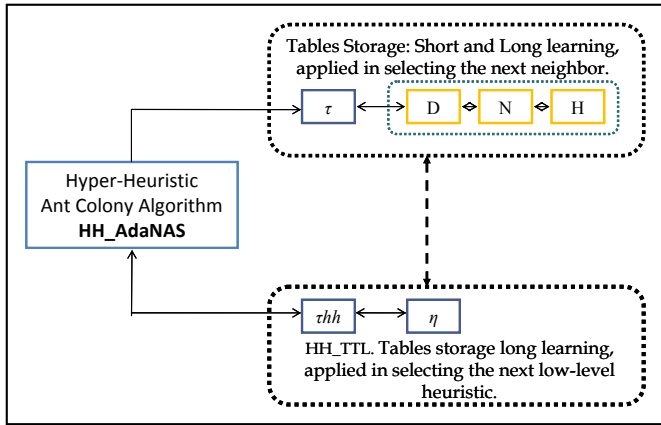 Tables Storage: Short and Long learning,
applied in selecting the next neighbor.
τ
D
N
H
Hyper-Heuristic
Ant Colony Algorithm
HH_AdaNAS
τhh
η
HH_TTL. Tables storage long learning,
applied in selecting the next low-level
heuristic.